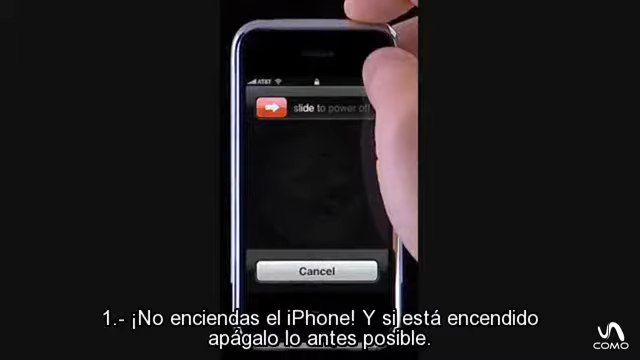 AT&T
slide to power off
Cancel
1.- ¡No enciendas el iPhone! Y si está encendido
apágalo lo antes posible.
COMO